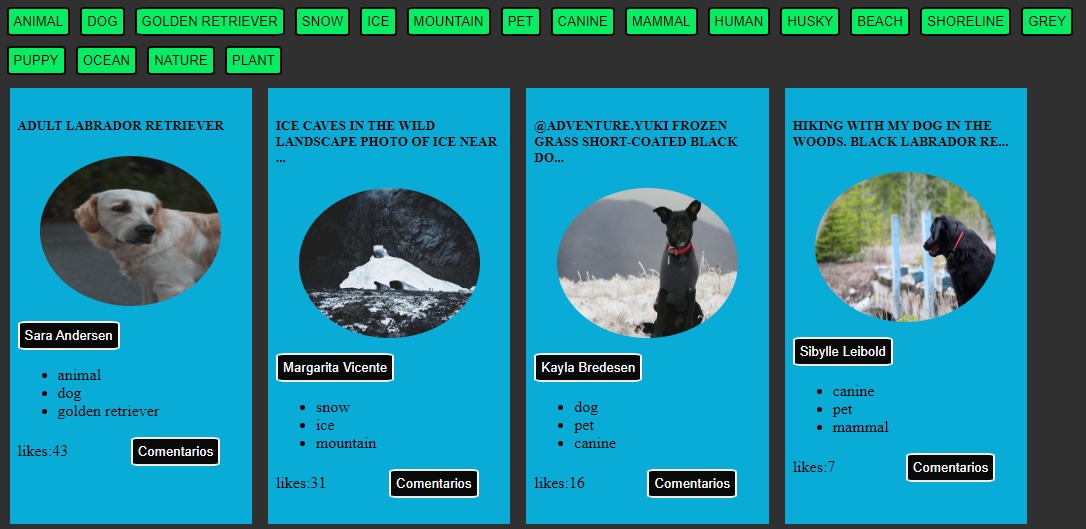 ANIMAL DOG GOLDEN RETRIEVER SNOW ICE MOUNTAIN PET CANINE MAMMAL HUMAN HUSKY BEACH SHORELINE GREY
PUPPY OCEAN NATURE PLANT
ADULT LABRADOR RETRIEVER
Sara Andersen
animal
dog
golden retriever
likes:43 Comentarios
ICE CAVES IN THE WILD
LANDSCAPE PHOTO OF ICE NEAR
...
Margarita Vicente
snow
ice
mountain
likes:31 Comentarios
@ADVENTURE.YUKI FROZEN
GRASS SHORT-COATED BLACK
DO...
Kayla Bredesen
dog
pet
canine
likes:16 Comentarios
HIKING WITH MY DOG IN THE
WOODS. BLACK LABRADOR RE...
Sibylle Leibold
canine
pet
mammal
likes:7 Comentarios